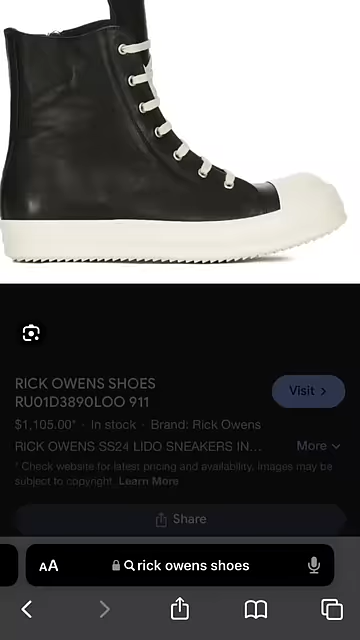 RICK OWENS SHOES
RU01D3890LOO 911
Visit >
$1,105.00* · In stock · Brand: Rick Owens
RICK OWENS SS24 LIDO SNEAKERS IN...
More
* Check website for latest pricing and availability. Images may be
subject to copyright. Learn More
Share
AA
rick owens shoes